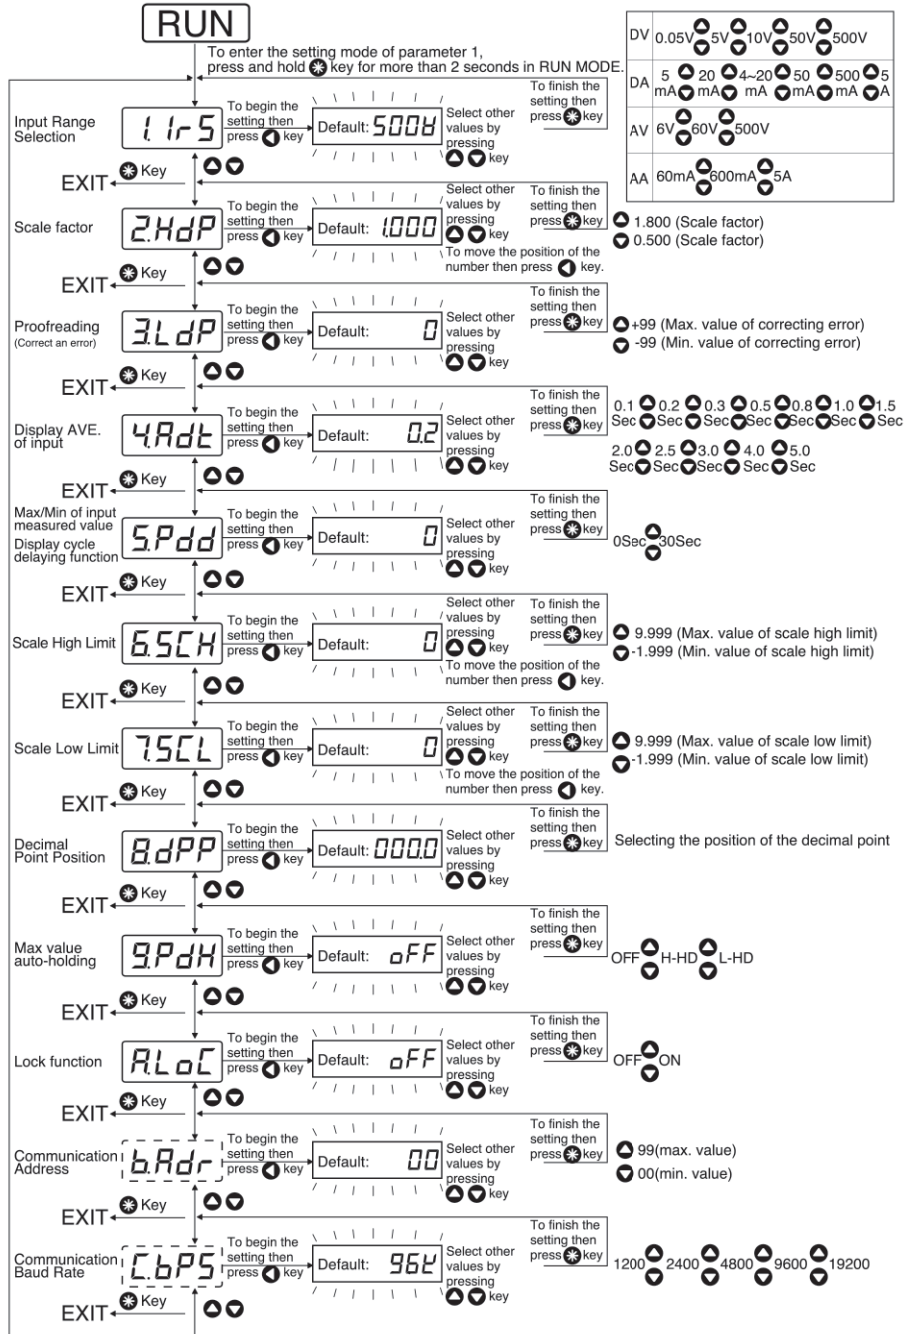 RUN
To enter the setting mode of parameter 1,
press and hold key for more than 2 seconds in RUN MODE.
DV 0.05V 5V 10V 50V 500V
DA 5 mA 20 mA 4~20 mA 50 mA 500 mA 5 A
AV 6V 60V 500V
AA 60mA 600mA 5A
Input Range
Selection
1. IrS
To begin the
setting then
press key
Default: 500V
Select other
values by
pressing
key
To finish the
setting then
press key
EXIT
Key
Scale factor
2.HdP
To begin the
setting then
press key
Default: 1.000
Select other
values by
pressing
key
To move the position of the
number then press key.
To finish the
setting then
press key
1.800 (Scale factor)
0.500 (Scale factor)
EXIT
Key
Proofreading
(Correct an error)
3.LdP
To begin the
setting then
press key
Default: 0
Select other
values by
pressing
key
To finish the
setting then
press key
+99 (Max. value of correcting error)
-99 (Min. value of correcting error)
EXIT
Key
Display AVE.
of input
4.Adt
To begin the
setting then
press key
Default: 0.2
Select other
values by
pressing
key
To finish the
setting then
press key
0.1 0.2 0.3 0.5 0.8 1.0 1.5
Sec Sec Sec Sec Sec Sec Sec
2.0 2.5 3.0 4.0 5.0
Sec Sec Sec Sec Sec
EXIT
Key
Max/Min of input
measured value
Display cycle
delaying function
5.Pdd
To begin the
setting then
press key
Default: 0
Select other
values by
pressing
key
To finish the
setting then
press key
0Sec 30Sec
EXIT
Key
Scale High Limit
6.SCH
To begin the
setting then
press key
Default: 0
Select other
values by
pressing
key
To move the position of the
number then press key.
To finish the
setting then
press key
9.999 (Max. value of scale high limit)
-1.999 (Min. value of scale high limit)
EXIT
Key
Scale Low Limit
7.SCL
To begin the
setting then
press key
Default: 0
Select other
values by
pressing
key
To move the position of the
number then press key.
To finish the
setting then
press key
9.999 (Max. value of scale low limit)
-1.999 (Min. value of scale low limit)
EXIT
Key
Decimal
Point Position
8.dPP
To begin the
setting then
press key
Default: 000.0
Select other
values by
pressing
key
To finish the
setting then
press key
Selecting the position of the decimal point
EXIT
Key
Max value
auto-holding
9.PdH
To begin the
setting then
press key
Default: oFF
Select other
values by
pressing
key
To finish the
setting then
press key
OFF H-HD L-HD
EXIT
Key
Lock function
A.LoC
To begin the
setting then
press key
Default: oFF
Select other
values by
pressing
key
To finish the
setting then
press key
OFF ON
EXIT
Key
Communication
Address
b.Adr
To begin the
setting then
press key
Default: 00
Select other
values by
pressing
key
To finish the
setting then
press key
99(max. value)
00(min. value)
EXIT
Key
Communication
Baud Rate
C.bPS
To begin the
setting then
press key
Default: 96K
Select other
values by
pressing
key
To finish the
setting then
press key
1200 2400 4800 9600 19200
EXIT
Key